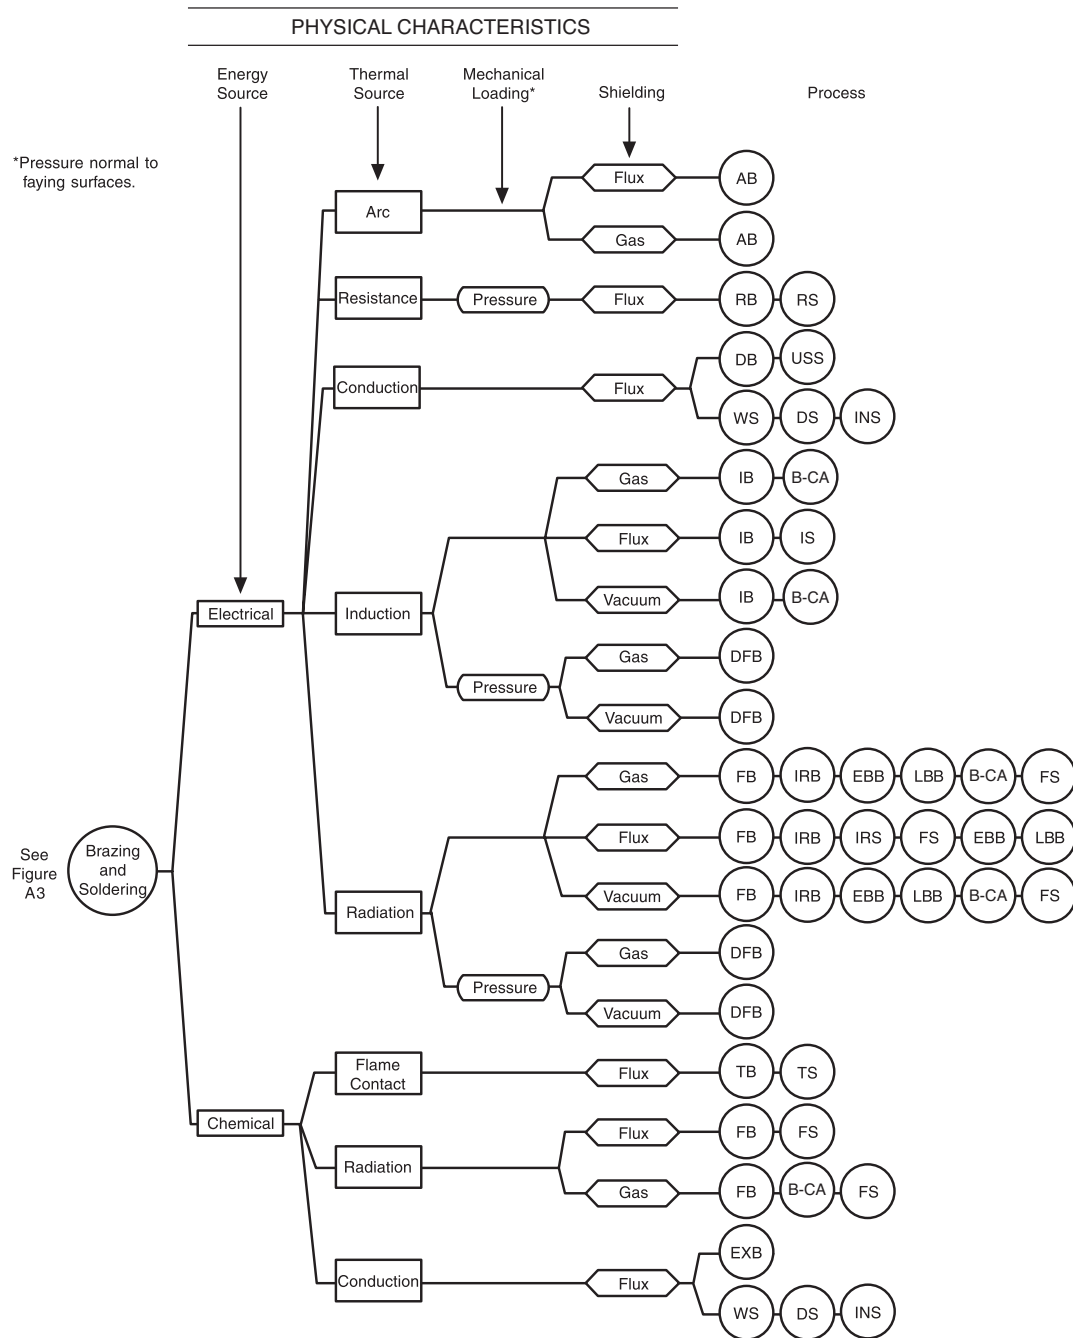 PHYSICAL CHARACTERISTICS
Energy
Source
Thermal
Source
Mechanical
Loading*
Shielding
Process
*Pressure normal to
faying surfaces.
Arc
Flux
AB
Gas
AB
Resistance
Pressure
Flux
RB
RS
Conduction
Flux
DB
USS
WS
DS
INS
Electrical
Induction
Gas
IB
B-CA
Flux
IB
IS
Vacuum
IB
B-CA
Pressure
Gas
DFB
Vacuum
DFB
See
Figure
A3
Brazing
and
Soldering
Radiation
Gas
FB
IRB
EBB
LBB
B-CA
FS
Flux
FB
IRB
IRS
FS
EBB
LBB
Vacuum
FB
IRB
EBB
LBB
B-CA
FS
Pressure
Gas
DFB
Vacuum
DFB
Chemical
Flame
Contact
Flux
TB
TS
Radiation
Flux
FB
FS
Gas
FB
B-CA
FS
Conduction
Flux
EXB
WS
DS
INS